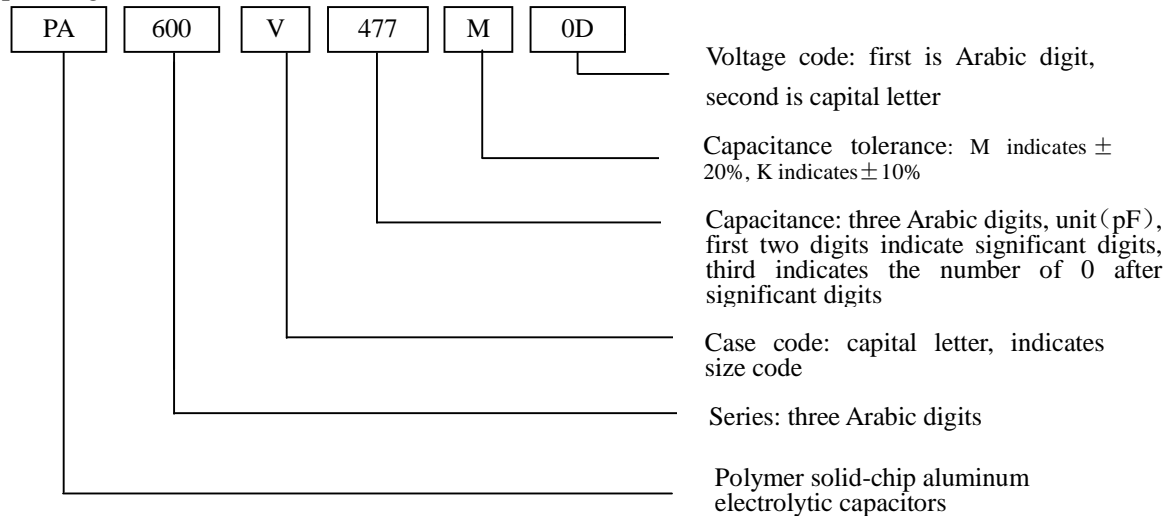 PA 600 V 477 M 0D
Voltage code: first is Arabic digit,
second is capital letter
Capacitance tolerance: M indicates ±
20%, K indicates±10%
Capacitance: three Arabic digits, unit（pF）,
first two digits indicate significant digits,
third indicates the number of 0 after
significant digits
Case code: capital letter, indicates
size code
Series: three Arabic digits
Polymer solid-chip aluminum
electrolytic capacitors